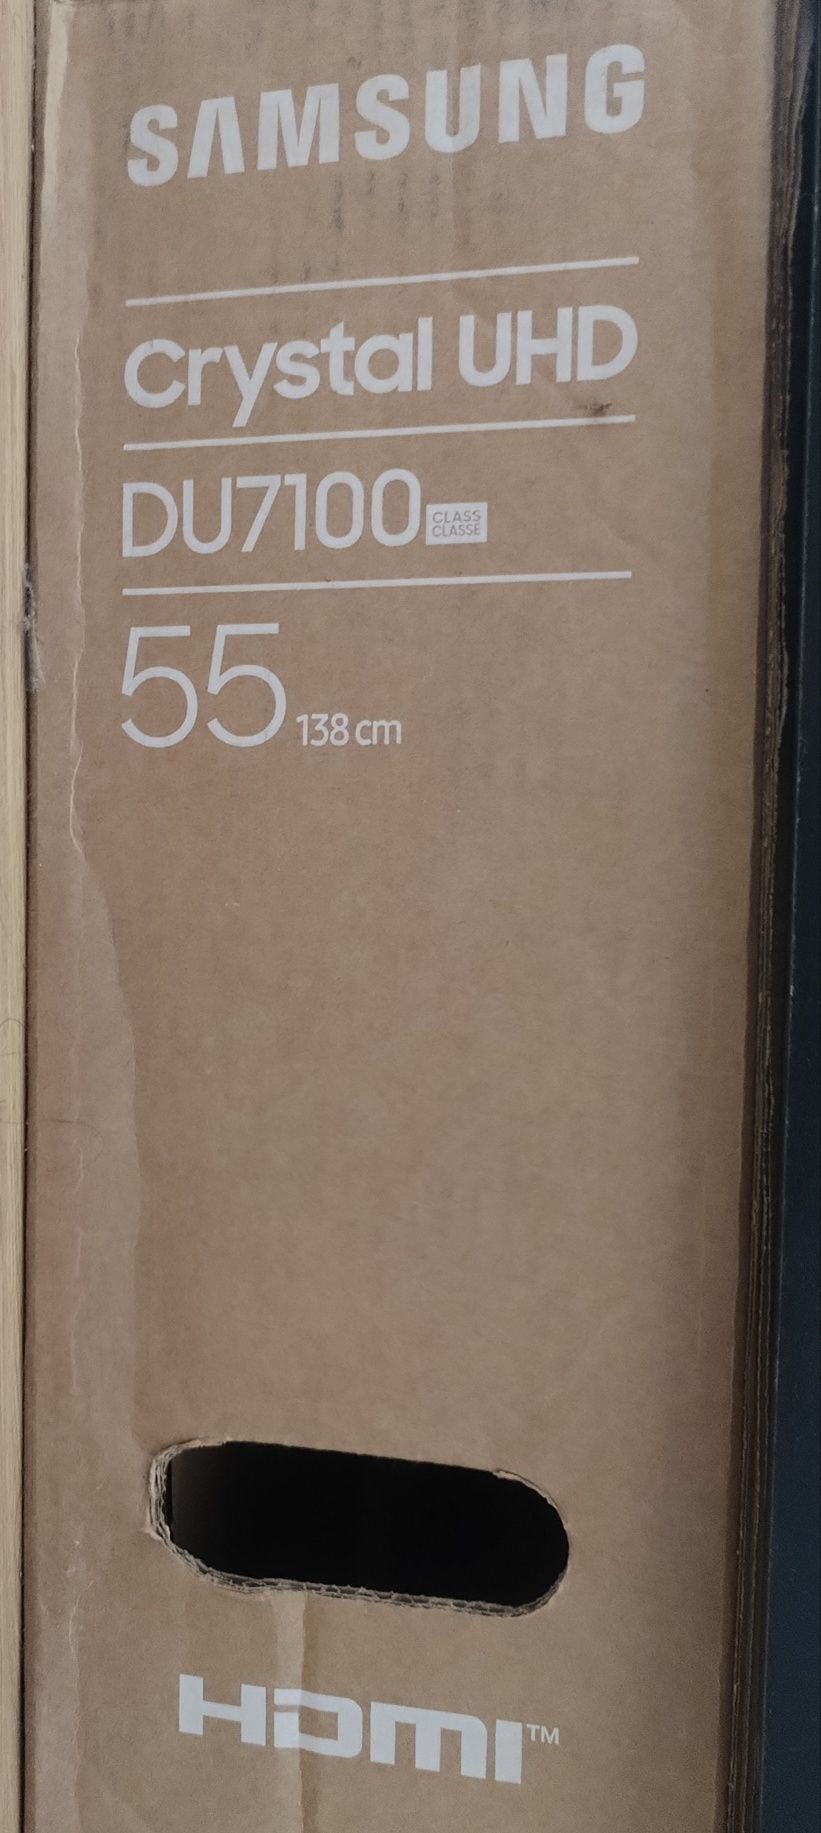 SAMSUNG
Crystal UHD
DU7100 CLASS
CLASSE
55 138 cm
HDMI™